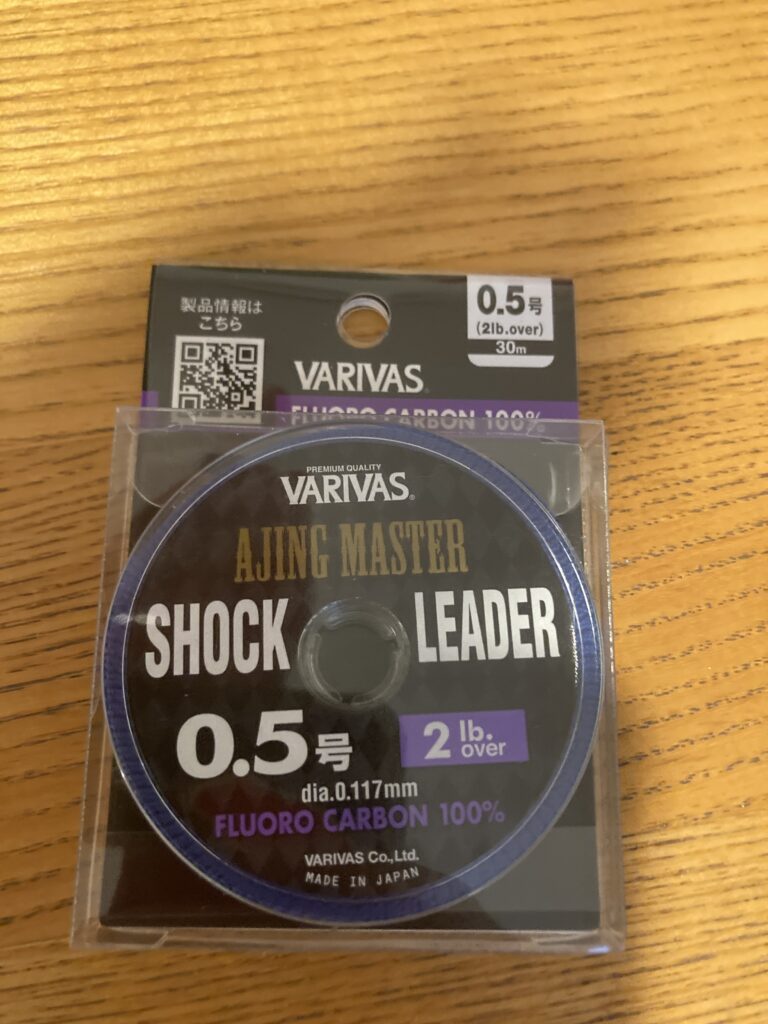 製品情報は
こちら
0.5号
(2lb.over)
30m
VARIVAS
FLUORO CARBON 100%
PREMIUM QUALITY
VARIVAS®
AJING MASTER
SHOCK LEADER
0.5号
2 lb. over
dia.0.117mm
FLUORO CARBON 100%
VARIVAS Co.,Ltd.
MADE IN JAPAN